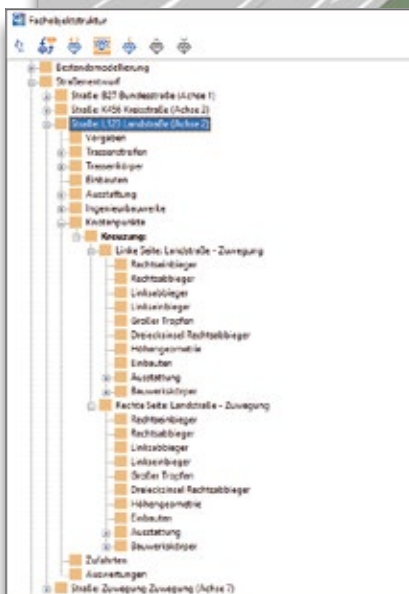 Fachobjektstruktur
Bestandsmodellierung
Straßenentwurf
Straße: B27 Bundesstraße (Achse 1)
Straße: K456 Kreisstraße (Achse 3)
Straße: L123 Landstraße (Achse 2)
Vorgaben
Trassenstreifen
Trassenkörper
Einbauten
Ausstattung
Ingenieurbauwerke
Knotenpunkte
Kreuzung:
Linke Seite: Landstraße - Zuwegung
Rechtseinbieger
Rechtsabbieger
Linksabbieger
Linkseinbieger
Großer Tropfen
Dreiecksinsel Rechtsabbieger
Höhengeometrie
Einbauten
Ausstattung
Bauwerkskörper
Rechte Seite: Landstraße - Zuwegung
Rechtseinbieger
Rechtsabbieger
Linksabbieger
Linkseinbieger
Großer Tropfen
Dreiecksinsel Rechtsabbieger
Höhengeometrie
Einbauten
Ausstattung
Bauwerkskörper
Zufahrten
Auswertungen
Straße: Zuwegung Zuwegung (Achse 7)